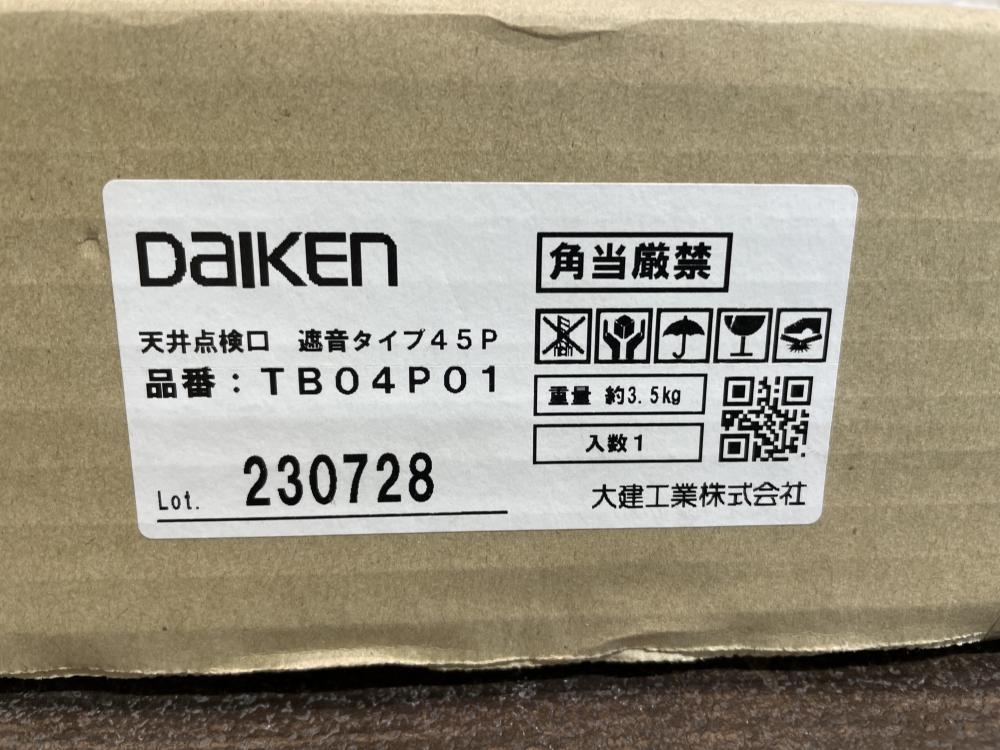 DAIKEN
天井点検口　遮音タイプ４５Ｐ
品番：ＴＢ０４Ｐ０１
Lot. 230728
角当厳禁
重量 約3.5kg
入数1
大建工業株式会社